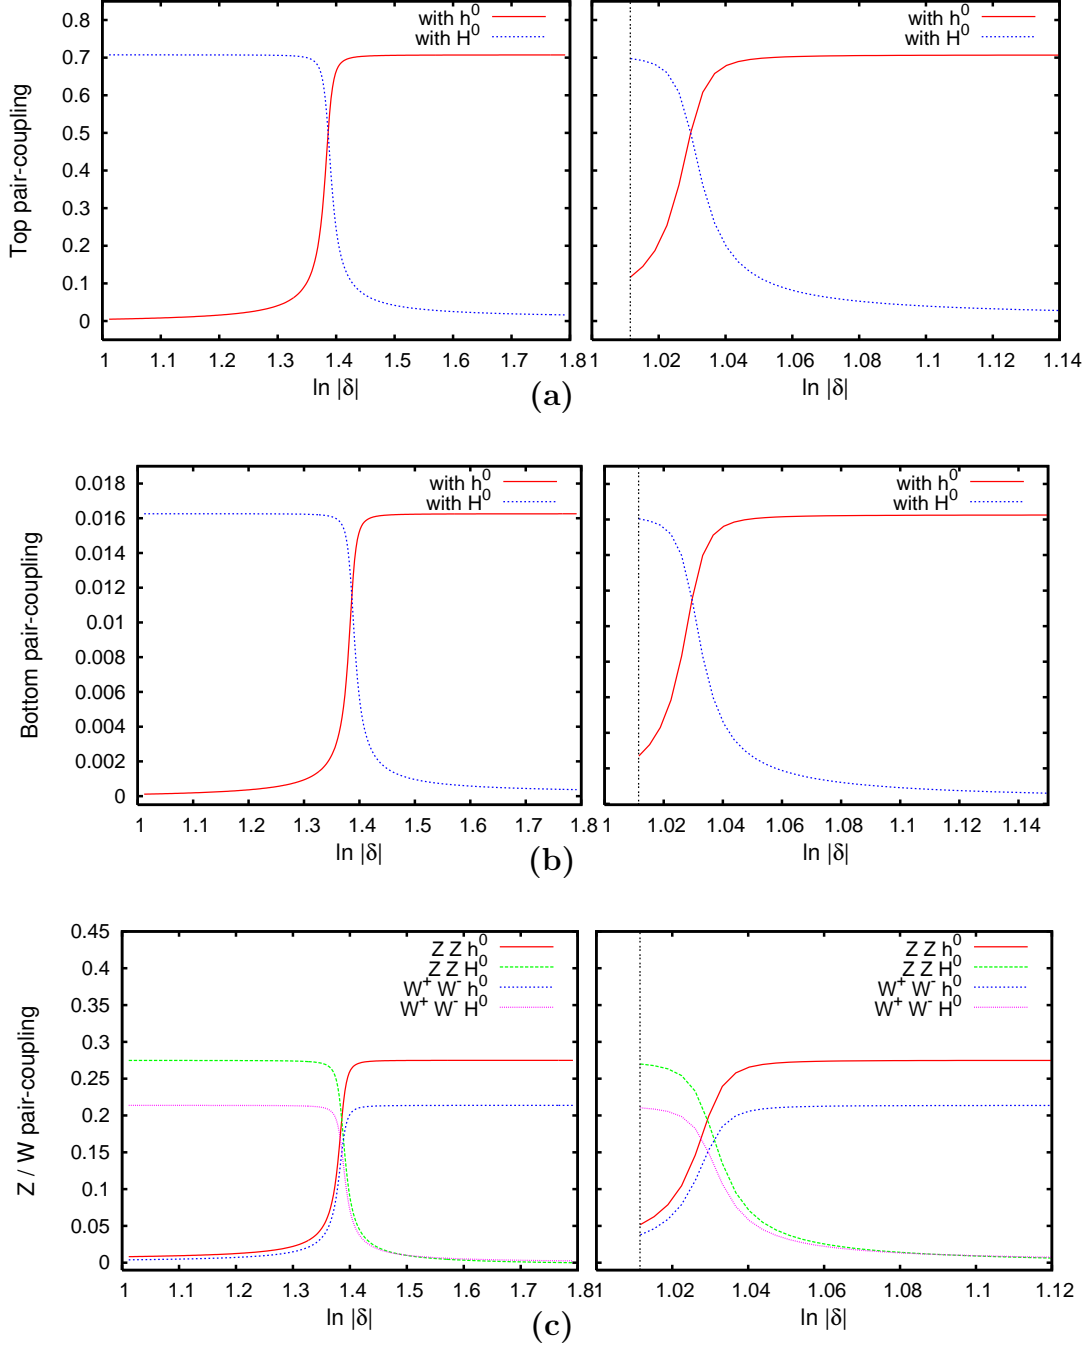 0.8
0.7
0.6
0.5
0.4
0.3
0.2
0.1
0
Top pair-coupling
with h⁰
with H⁰
with h⁰
with H⁰
1 1.1 1.2 1.3 1.4 1.5 1.6 1.7 1.8
1 1.02 1.04 1.06 1.08 1.1 1.12 1.14
ln |δ|
ln |δ|
(a)
0.018
0.016
0.014
0.012
0.01
0.008
0.006
0.004
0.002
0
Bottom pair-coupling
with h⁰
with H⁰
with h⁰
with H⁰
1 1.1 1.2 1.3 1.4 1.5 1.6 1.7 1.8
1 1.02 1.04 1.06 1.08 1.1 1.12 1.14
ln |δ|
ln |δ|
(b)
0.45
0.4
0.35
0.3
0.25
0.2
0.15
0.1
0.05
0
Z / W pair-coupling
Z Z h⁰
Z Z H⁰
W⁺ W⁻ h⁰
W⁺ W⁻ H⁰
Z Z h⁰
Z Z H⁰
W⁺ W⁻ h⁰
W⁺ W⁻ H⁰
1 1.1 1.2 1.3 1.4 1.5 1.6 1.7 1.8
1 1.02 1.04 1.06 1.08 1.1 1.12
ln |δ|
ln |δ|
(c)